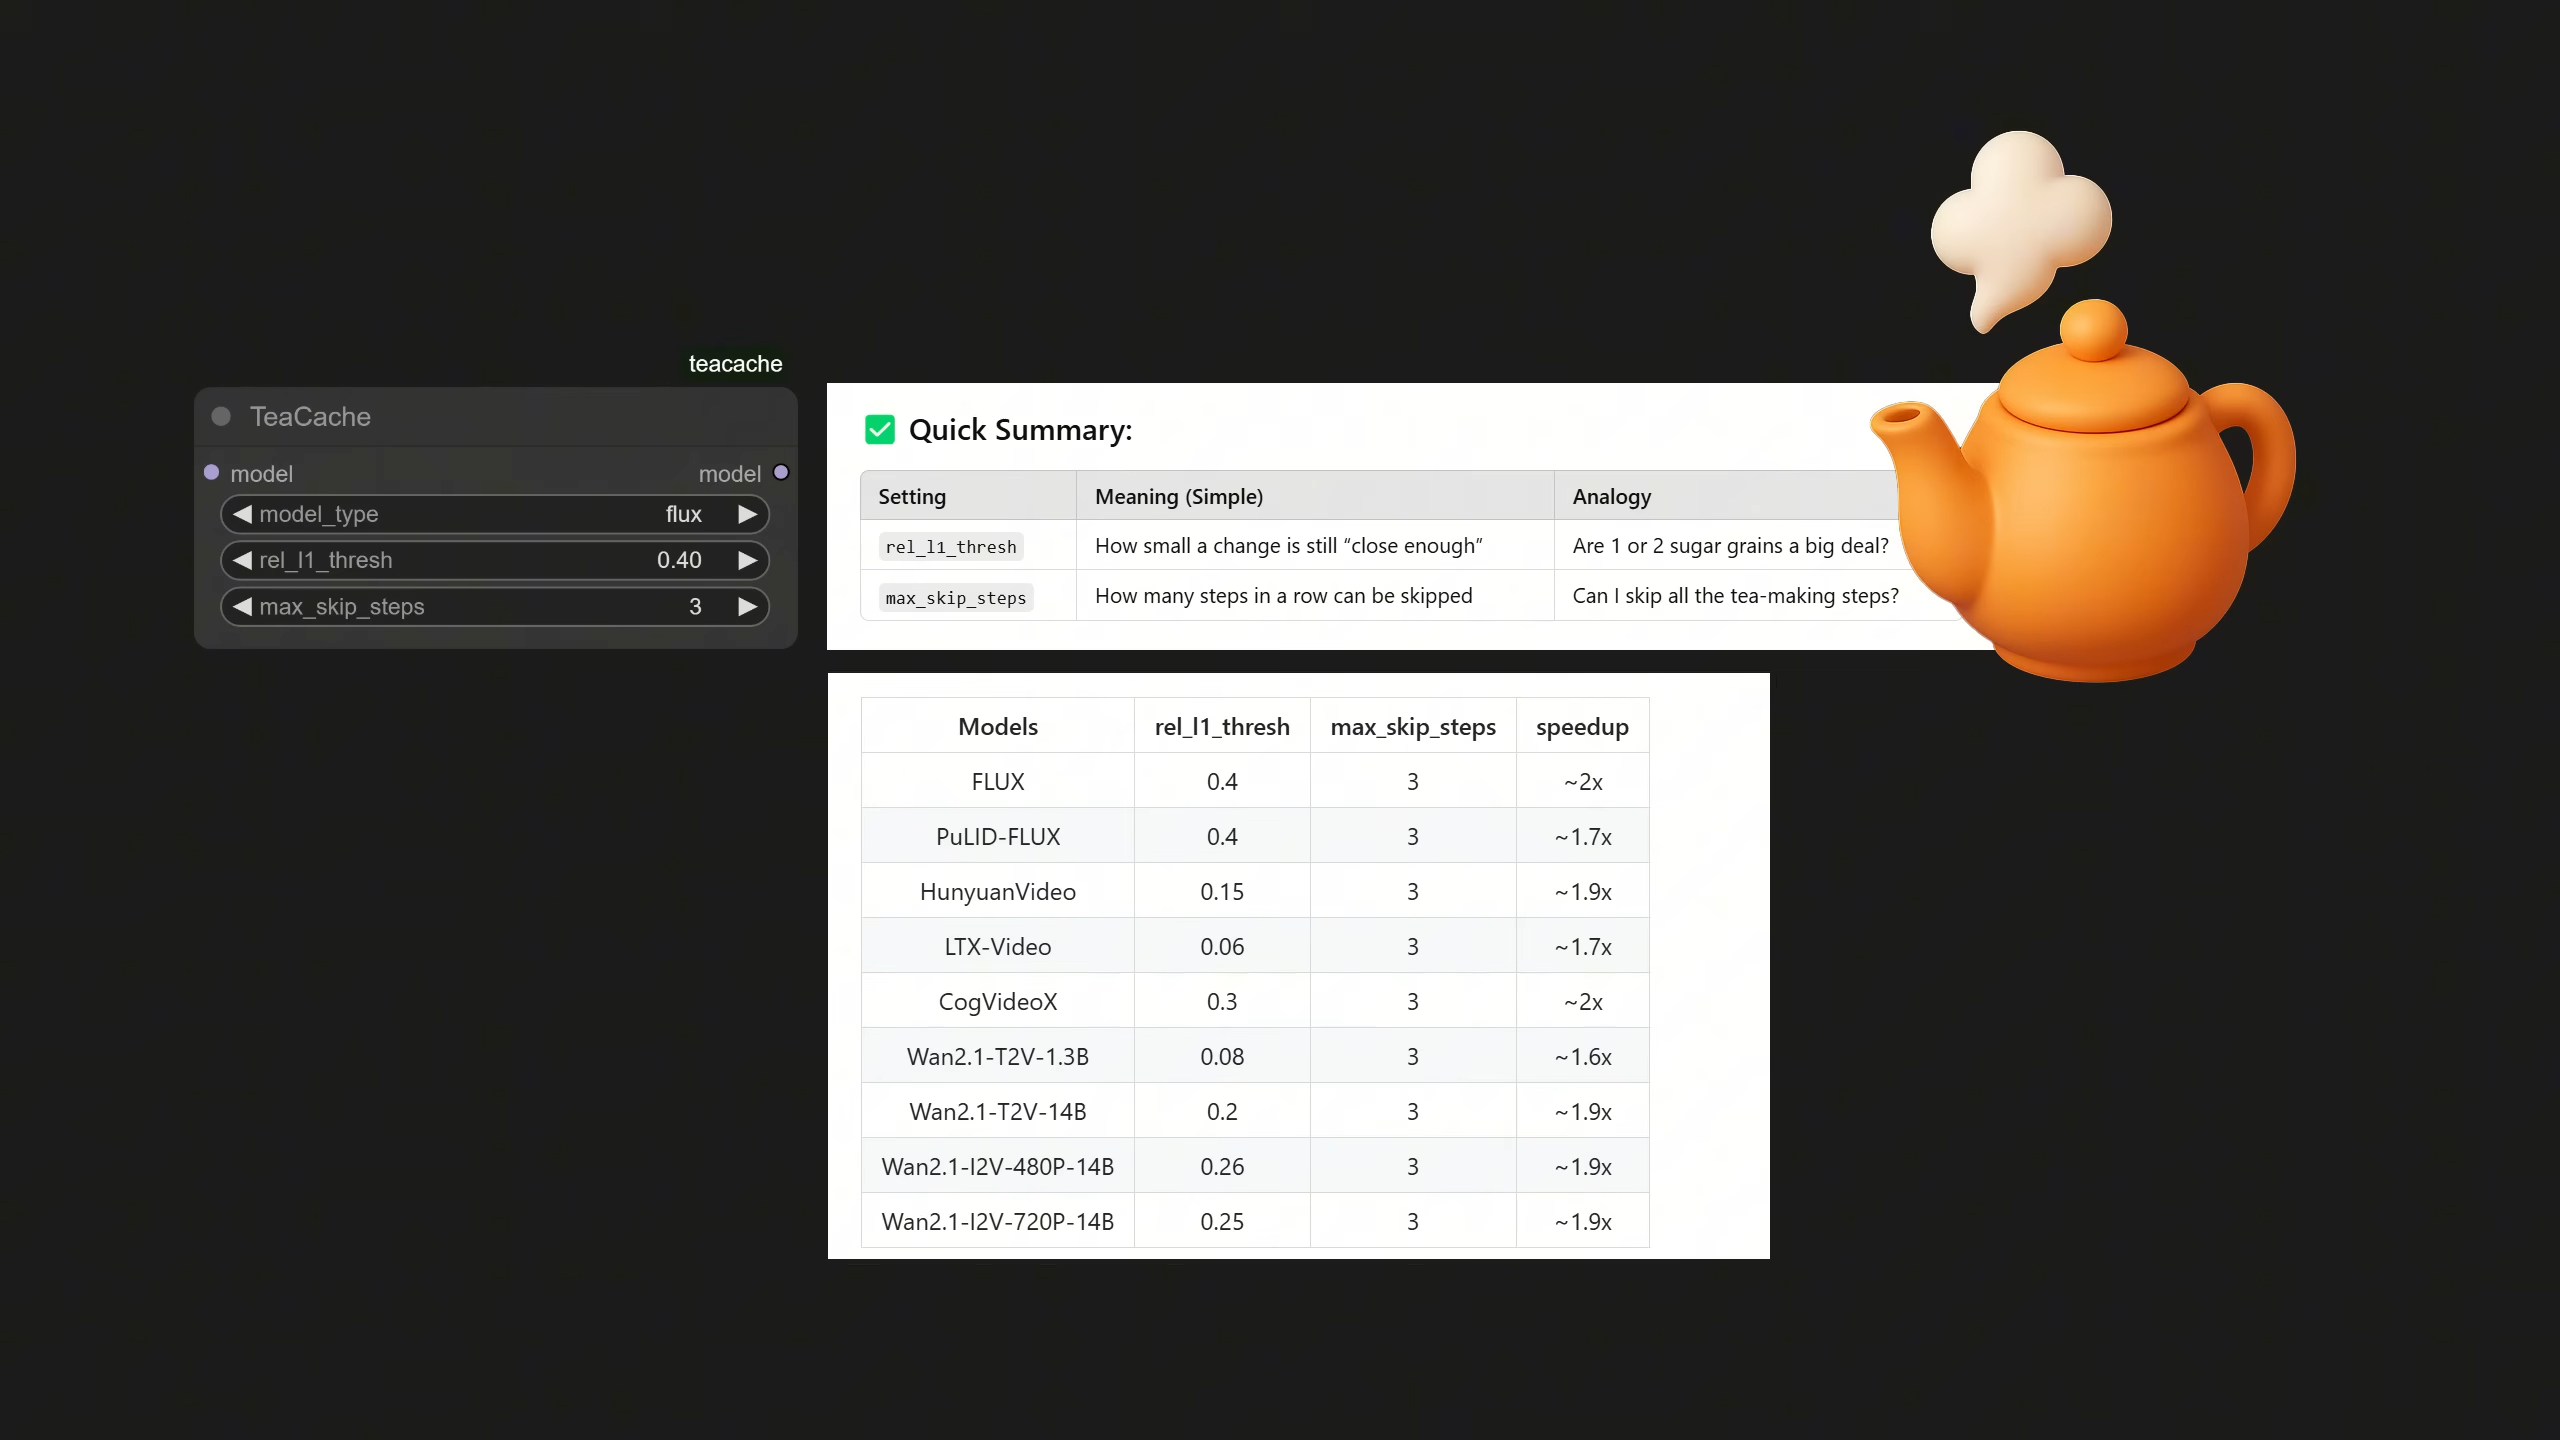 teacache
TeaCache
model model
model_type flux
rel_l1_thresh 0.40
max_skip_steps 3
✅ Quick Summary:
Setting Meaning (Simple) Analogy
rel_l1_thresh How small a change is still “close enough” Are 1 or 2 sugar grains a big deal?
max_skip_steps How many steps in a row can be skipped Can I skip all the tea-making steps?
Models rel_l1_thresh max_skip_steps speedup
FLUX 0.4 3 ~2x
PuLID-FLUX 0.4 3 ~1.7x
HunyuanVideo 0.15 3 ~1.9x
LTX-Video 0.06 3 ~1.7x
CogVideoX 0.3 3 ~2x
Wan2.1-T2V-1.3B 0.08 3 ~1.6x
Wan2.1-T2V-14B 0.2 3 ~1.9x
Wan2.1-I2V-480P-14B 0.26 3 ~1.9x
Wan2.1-I2V-720P-14B 0.25 3 ~1.9x